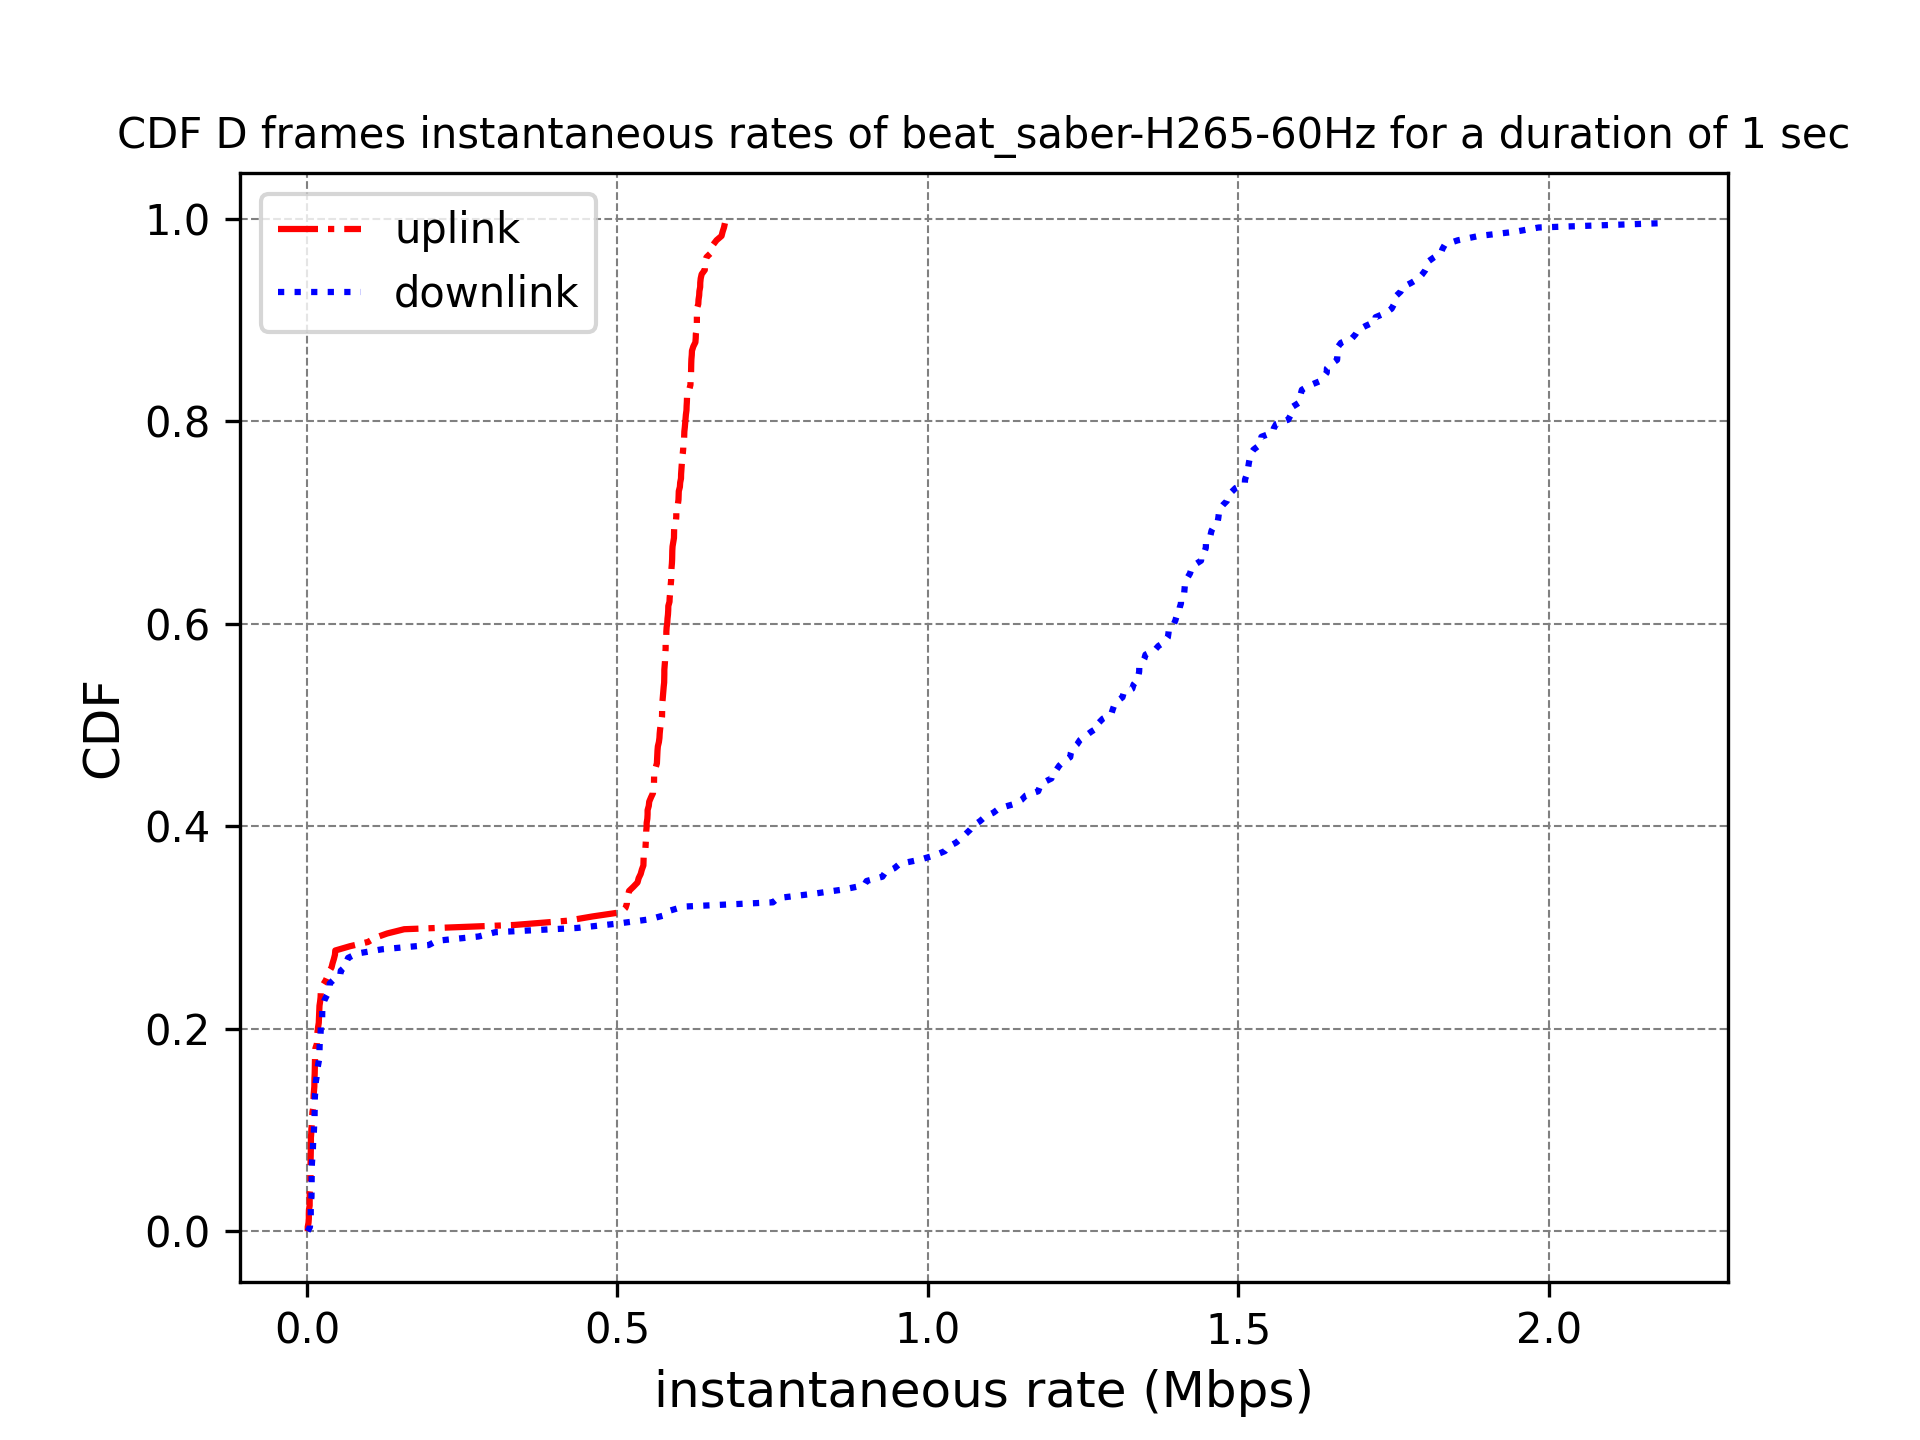 CDF D frames instantaneous rates of beat_saber-H265-60Hz for a duration of 1 sec
uplink
downlink
1.0
0.8
0.6
0.4
0.2
0.0
CDF
0.0 0.5 1.0 1.5 2.0
instantaneous rate (Mbps)